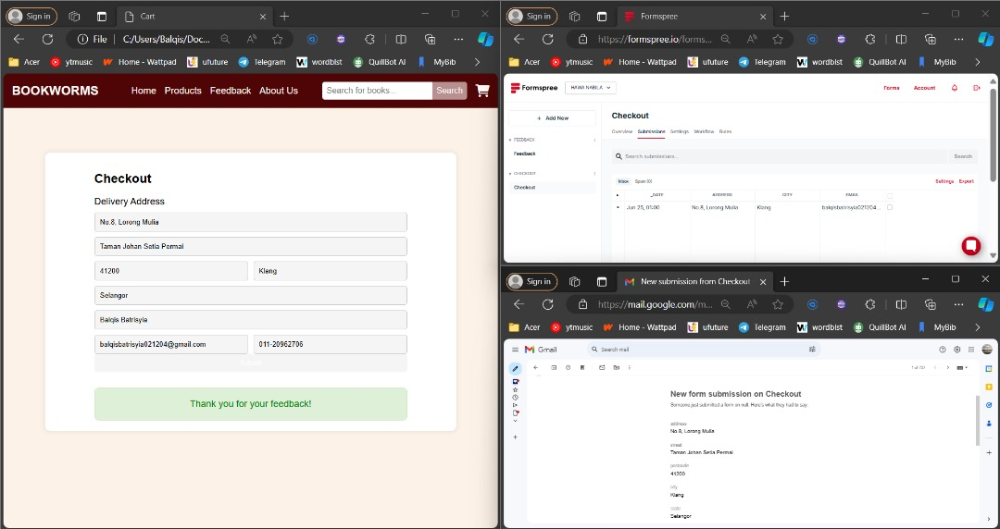 Sign in
Cart
File | C:/Users/Balqis/Doc...
Acer ytmusic Home - Wattpad ufuture Telegram wordblst QuillBot AI MyBib
BOOKWORMS
Home Products Feedback About Us
Search for books... Search
Checkout
Delivery Address
No.8, Lorong Mulia
Taman Johan Setia Permai
41200 Klang
Selangor
Balqis Batrisyia
balqisbatrisyia021204@gmail.com 011-20962706
Thank you for your feedback!
Sign in
Formspree
https://formspree.io/forms...
Acer ytmusic Home - Wattpad ufuture Telegram wordblst QuillBot AI MyBib
Formspree HAWA NABILA Forms Account
+ Add New
FEEDBACK
Feedback
CHECKOUT 1
Checkout
Checkout
Overview Submissions Settings Workflow Rules
Search submissions... Search
Inbox Spam (0) Settings Export
_DATE ADDRESS CITY EMAIL
Jun 25, 01:00 No.8, Lorong Mulia Klang balqisbatrisyia021204...
Sign in
New submission from Checkout
https://mail.google.com/m...
Acer ytmusic Home - Wattpad ufuture Telegram wordblst QuillBot AI MyBib
Gmail Search mail
New form submission on Checkout
Someone just submitted a form on null. Here's what they had to say:
address
No.8, Lorong Mulia
street
Taman Johan Setia Permai
postcode
41200
city
Klang
state
Selangor